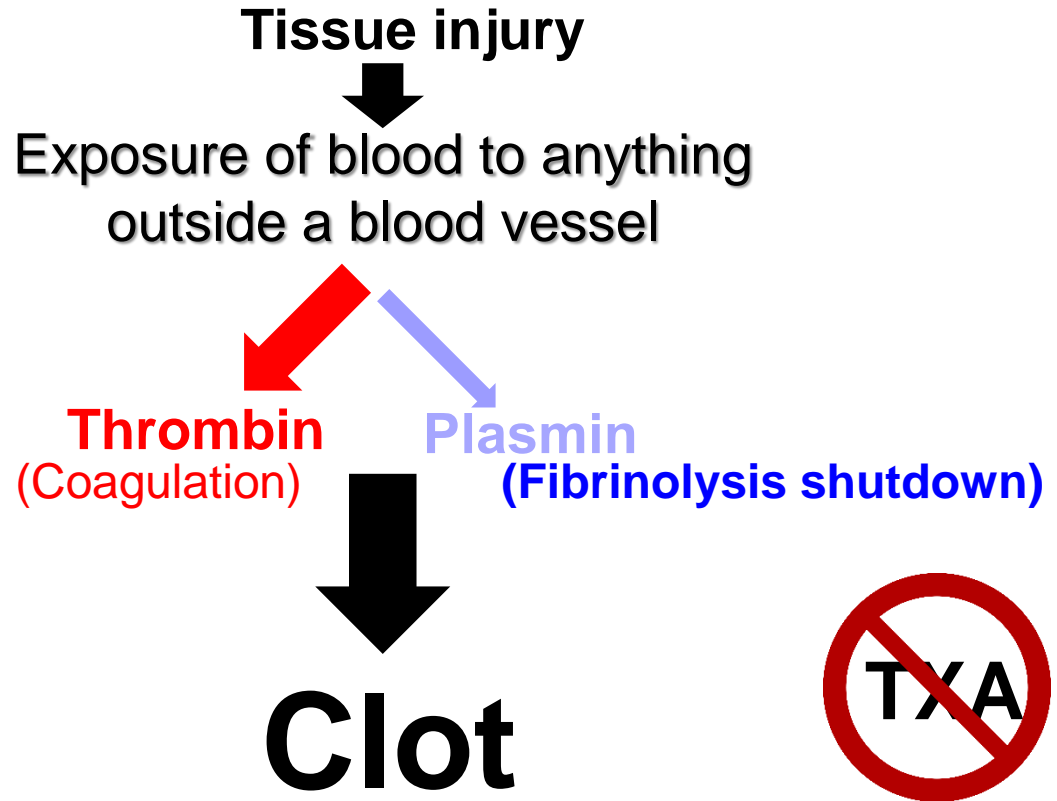 Tissue injury
Exposure of blood to anything
outside a blood vessel
Thrombin
(Coagulation)
Plasmin
(Fibrinolysis shutdown)
Clot
TXA